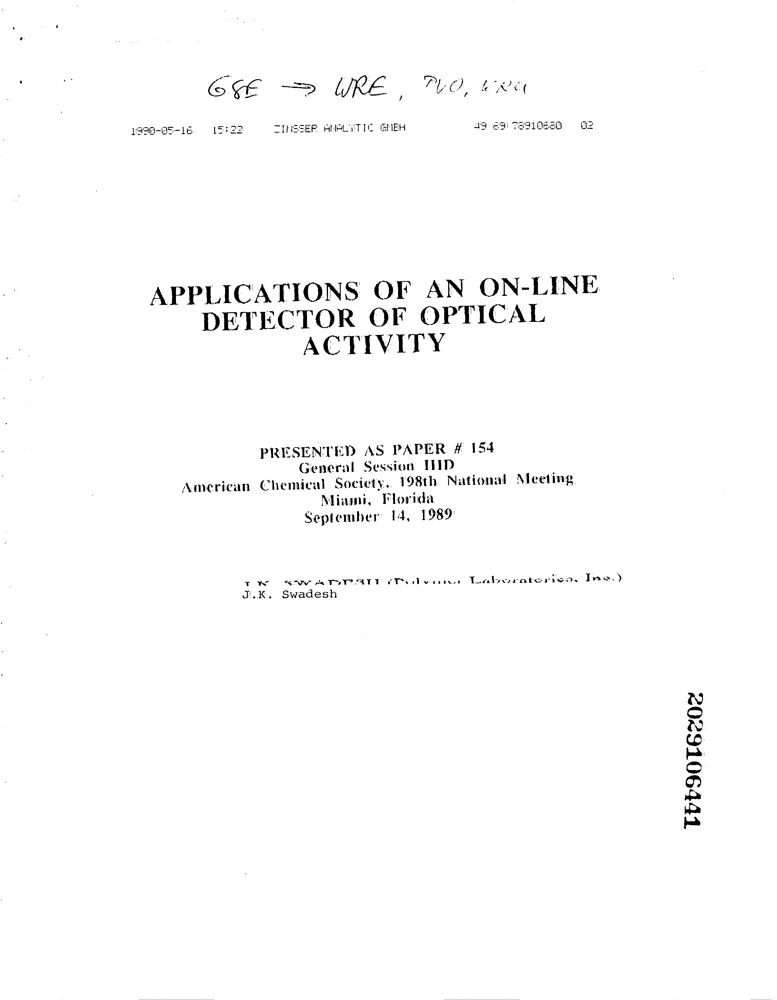 GSE → WRE,
1990-05-16 15:22 ZINSSER ANALYTIC GMBH 49 69 78910680 02
APPLICATIONS OF AN ON-LINE
DETECTOR OF OPTICAL
ACTIVITY
PRESENTED AS PAPER # 154
General Session IIID
American Chemical Society, 198th National Meeting
Miami, Florida
September 14, 1989
J.K. SWADESH (Polymer Laboratories, Inc.)
J.K. Swadesh
2029106441